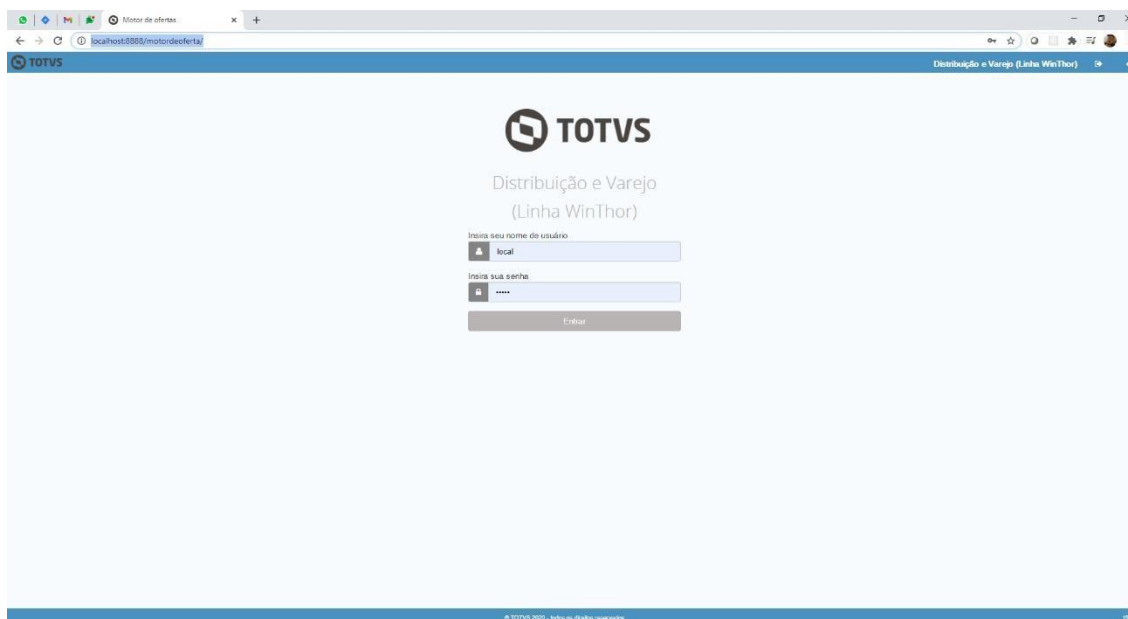 Motor de ofertas
localhost:8888/motordeoferta/
TOTVS
Distribuição e Varejo (Linha WinThor)
TOTVS
Distribuição e Varejo
(Linha WinThor)
Insira seu nome de usuário
local
Insira sua senha
•••••
Entrar
© TOTVS 2020 - todos os direitos reservados